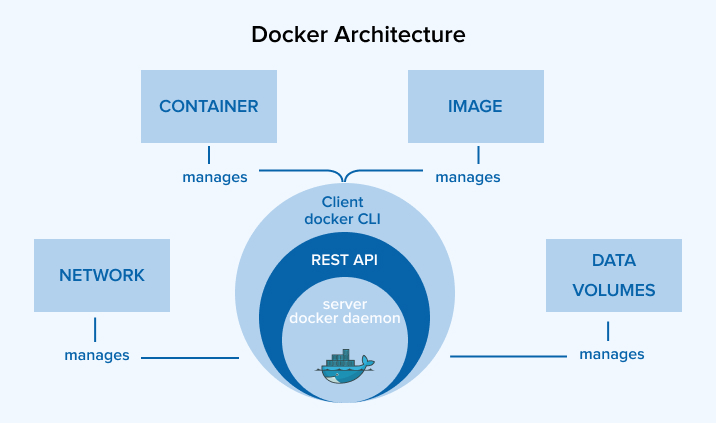 Docker Architecture
CONTAINER
IMAGE
manages
manages
Client
docker CLI
REST API
NETWORK
DATA
VOLUMES
server
docker daemon
manages
manages